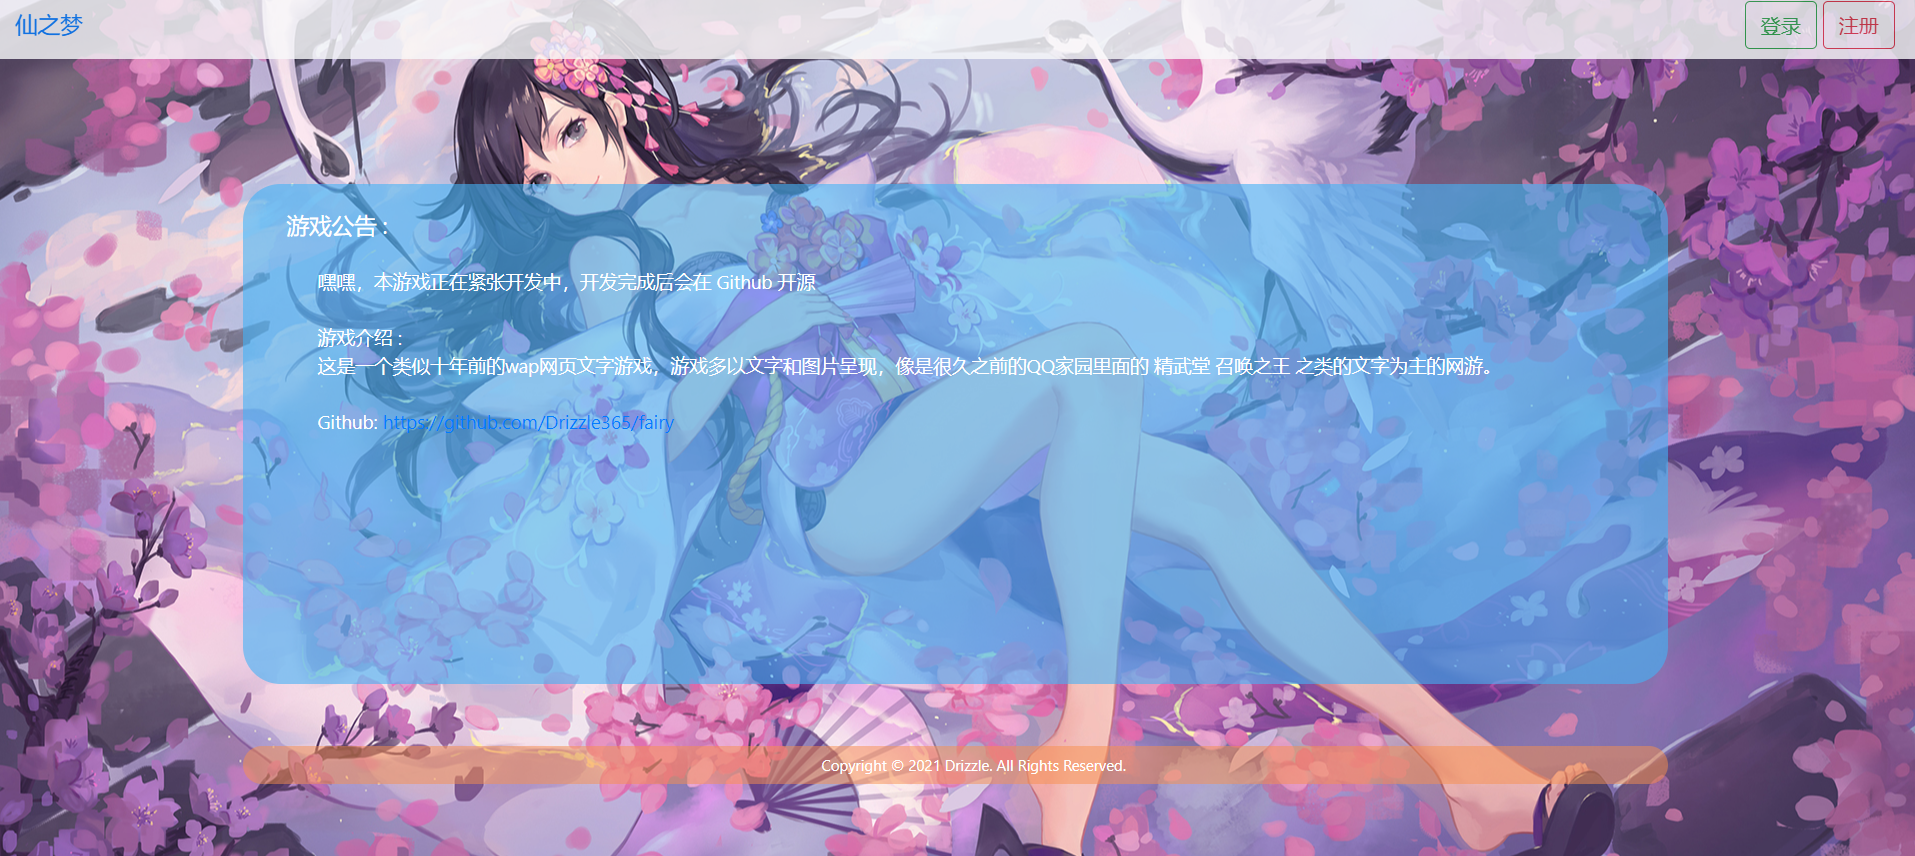 仙之梦
登录 注册
游戏公告 :
嘿嘿，本游戏正在紧张开发中，开发完成后会在 Github 开源
游戏介绍 :
这是一个类似十年前的wap网页文字游戏，游戏多以文字和图片呈现，像是很久之前的QQ家园里面的 精武堂 召唤之王 之类的文字为主的网游。
Github: https://github.com/Drizzle365/fairy
Copyright © 2021 Drizzle. All Rights Reserved.